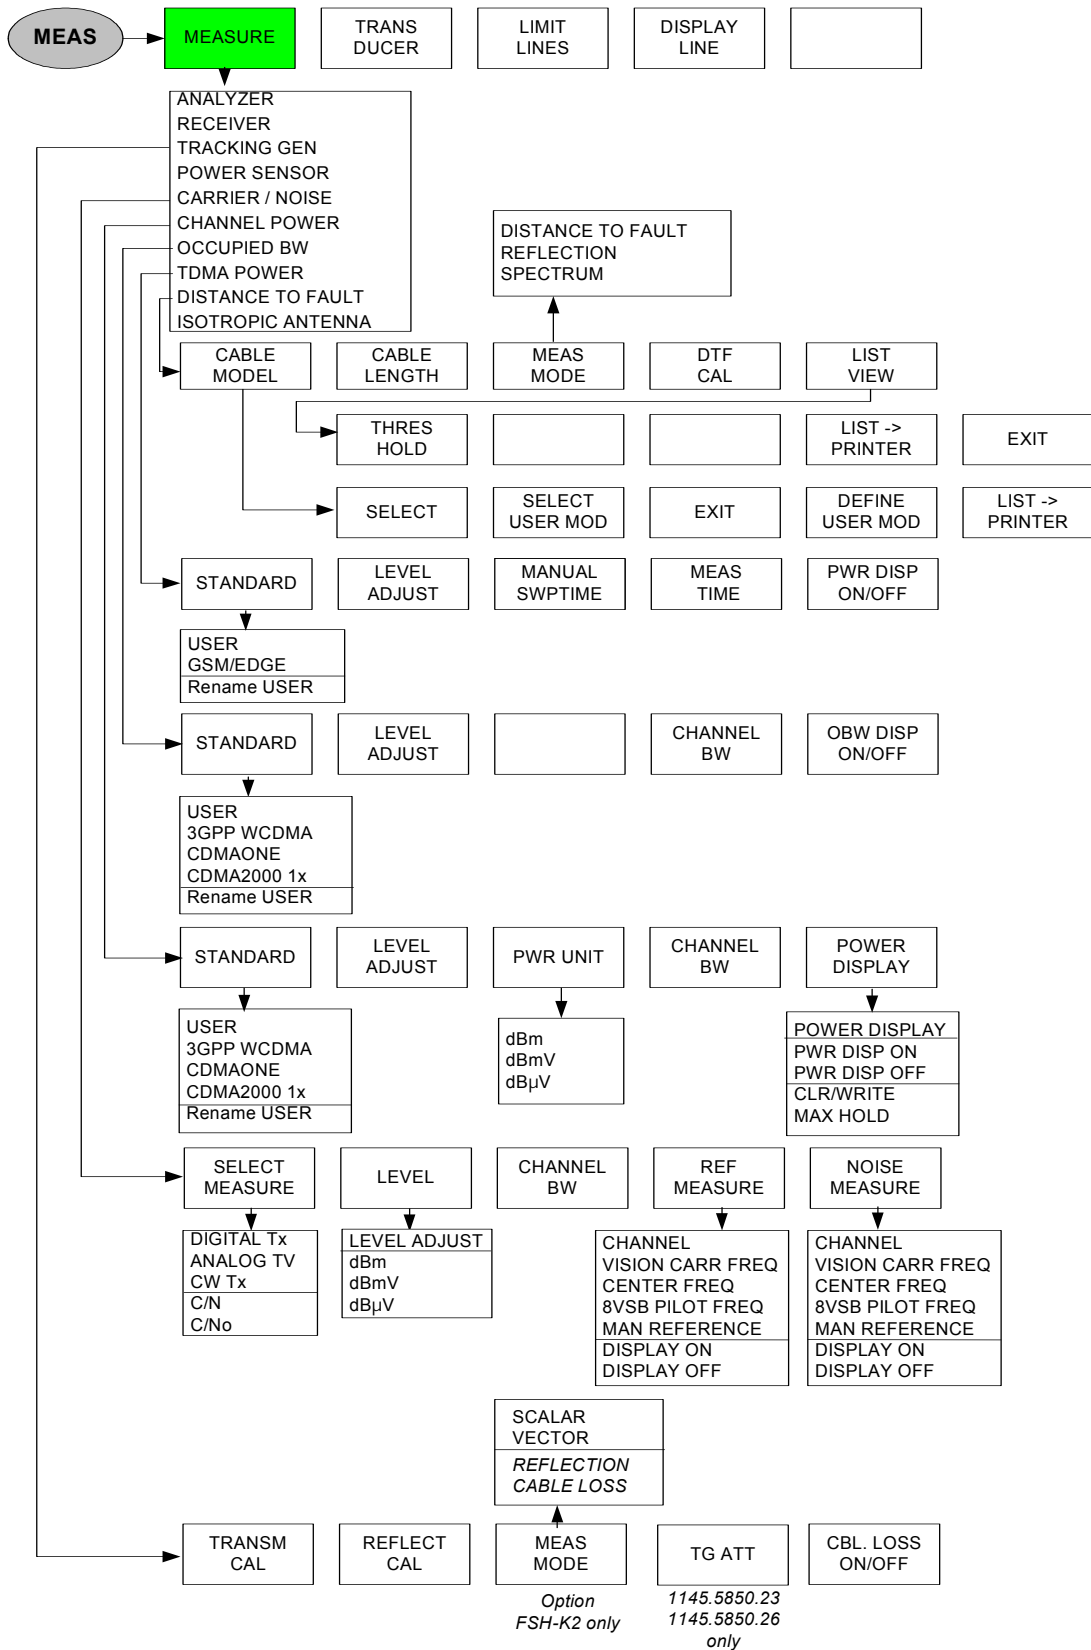 MEAS
MEASURE
TRANS
DUCER
LIMIT
LINES
DISPLAY
LINE
ANALYZER
RECEIVER
TRACKING GEN
POWER SENSOR
CARRIER / NOISE
CHANNEL POWER
OCCUPIED BW
TDMA POWER
DISTANCE TO FAULT
ISOTROPIC ANTENNA
DISTANCE TO FAULT
REFLECTION
SPECTRUM
CABLE
MODEL
CABLE
LENGTH
MEAS
MODE
DTF
CAL
LIST
VIEW
THRES
HOLD
LIST ->
PRINTER
EXIT
SELECT
SELECT
USER MOD
EXIT
DEFINE
USER MOD
LIST ->
PRINTER
STANDARD
LEVEL
ADJUST
MANUAL
SWPTIME
MEAS
TIME
PWR DISP
ON/OFF
USER
GSM/EDGE
Rename USER
STANDARD
LEVEL
ADJUST
CHANNEL
BW
OBW DISP
ON/OFF
USER
3GPP WCDMA
CDMAONE
CDMA2000 1x
Rename USER
STANDARD
LEVEL
ADJUST
PWR UNIT
CHANNEL
BW
POWER
DISPLAY
USER
3GPP WCDMA
CDMAONE
CDMA2000 1x
Rename USER
dBm
dBmV
dBµV
POWER DISPLAY
PWR DISP ON
PWR DISP OFF
CLR/WRITE
MAX HOLD
SELECT
MEASURE
LEVEL
CHANNEL
BW
REF
MEASURE
NOISE
MEASURE
DIGITAL Tx
ANALOG TV
CW Tx
C/N
C/No
LEVEL ADJUST
dBm
dBmV
dBµV
CHANNEL
VISION CARR FREQ
CENTER FREQ
8VSB PILOT FREQ
MAN REFERENCE
DISPLAY ON
DISPLAY OFF
CHANNEL
VISION CARR FREQ
CENTER FREQ
8VSB PILOT FREQ
MAN REFERENCE
DISPLAY ON
DISPLAY OFF
SCALAR
VECTOR
REFLECTION
CABLE LOSS
TRANSM
CAL
REFLECT
CAL
MEAS
MODE
TG ATT
CBL. LOSS
ON/OFF
Option
FSH-K2 only
1145.5850.23
1145.5850.26
only